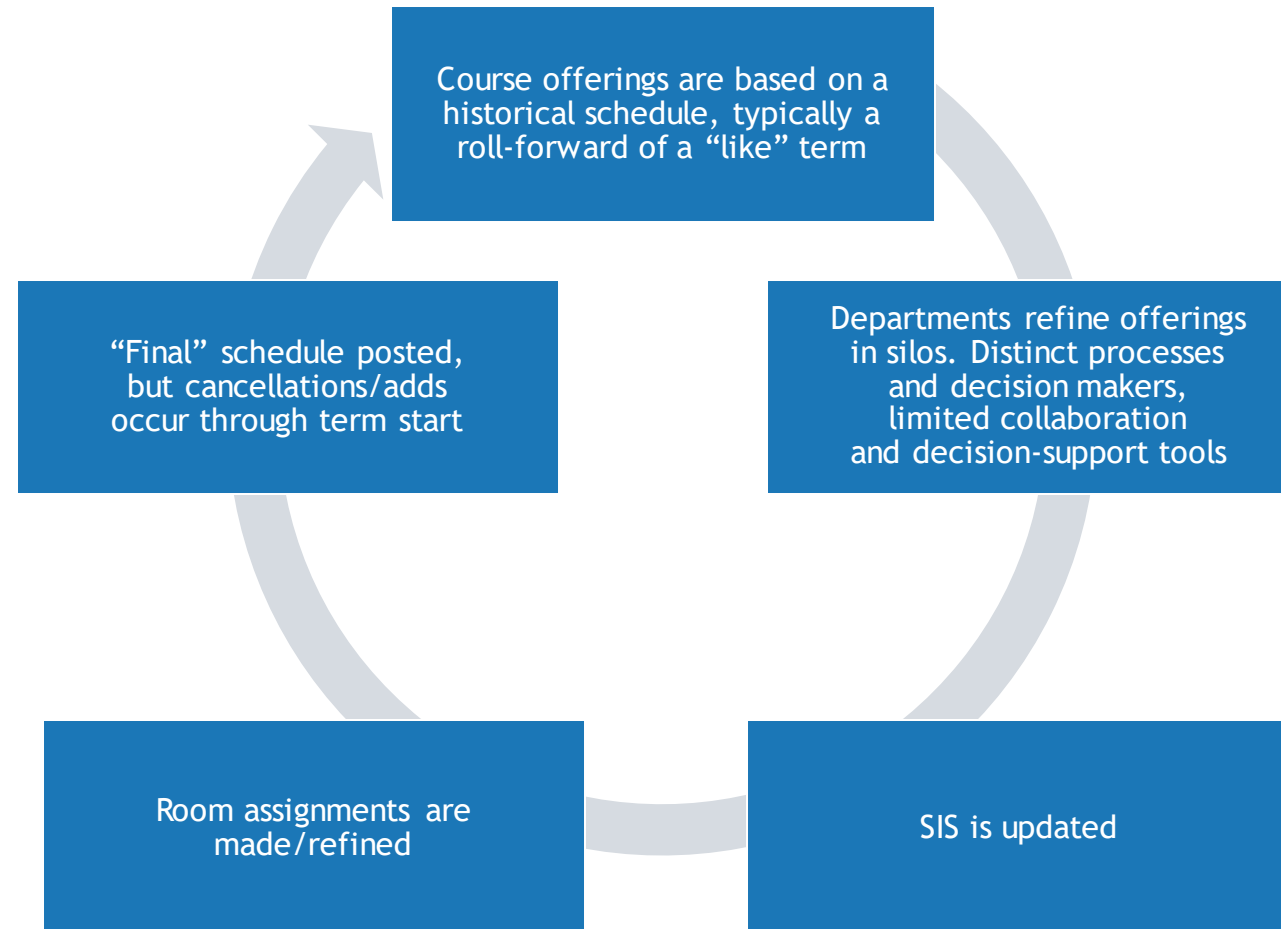 Course offerings are based on a
historical schedule, typically a
roll-forward of a “like” term
Departments refine offerings
in silos. Distinct processes
and decision makers,
limited collaboration
and decision-support tools
SIS is updated
Room assignments are
made/refined
“Final” schedule posted,
but cancellations/adds
occur through term start